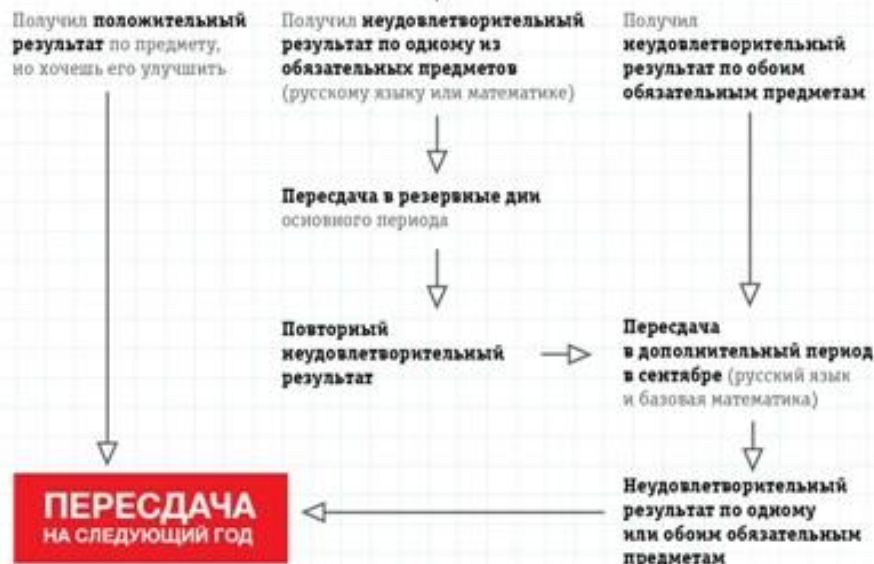 Получил положительный
результат по предмету,
но хочешь его улучшить
Получил неудовлетворительный
результат по одному из
обязательных предметов
(русскому языку или математике)
Получил
неудовлетворительный
результат по обоим
обязательным предметам
Пересдача в резервные дни
основного периода
Повторный
неудовлетворительный
результат
Пересдача
в дополнительный период
в сентябре (русский язык
и базовая математика)
Неудовлетворительный
результат по одному
или обоим обязательным
предметам
ПЕРЕСДАЧА
НА СЛЕДУЮЩИЙ ГОД